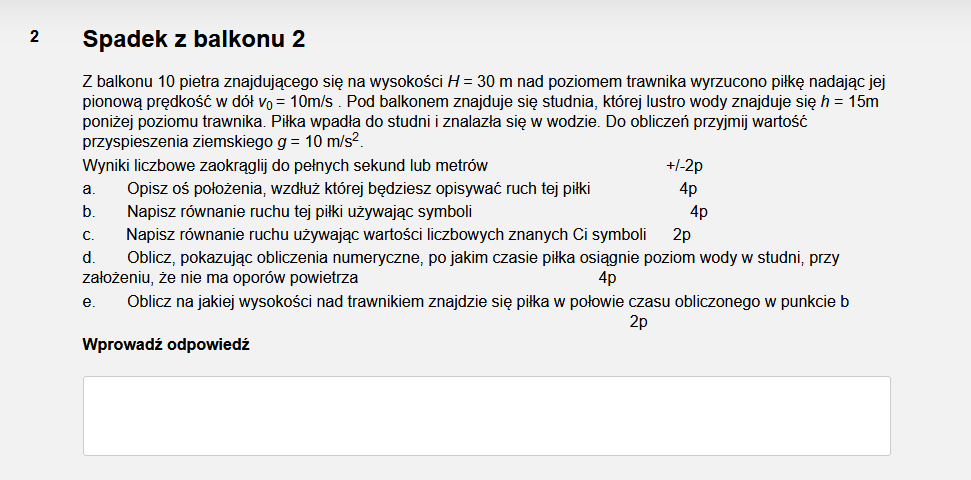 2 Spadek z balkonu 2
Z balkonu 10 pietra znajdującego się na wysokości H = 30 m nad poziomem trawnika wyrzucono piłkę nadając jej
pionową prędkość w dół v₀ = 10m/s . Pod balkonem znajduje się studnia, której lustro wody znajduje się h = 15m
poniżej poziomu trawnika. Piłka wpadła do studni i znalazła się w wodzie. Do obliczeń przyjmij wartość
przyspieszenia ziemskiego g = 10 m/s².
Wyniki liczbowe zaokrąglij do pełnych sekund lub metrów +/-2p
a. Opisz oś położenia, wzdłuż której będziesz opisywać ruch tej piłki 4p
b. Napisz równanie ruchu tej piłki używając symboli 4p
c. Napisz równanie ruchu używając wartości liczbowych znanych Ci symboli 2p
d. Oblicz, pokazując obliczenia numeryczne, po jakim czasie piłka osiągnie poziom wody w studni, przy
założeniu, że nie ma oporów powietrza 4p
e. Oblicz na jakiej wysokości nad trawnikiem znajdzie się piłka w połowie czasu obliczonego w punkcie b
2p
Wprowadź odpowiedź